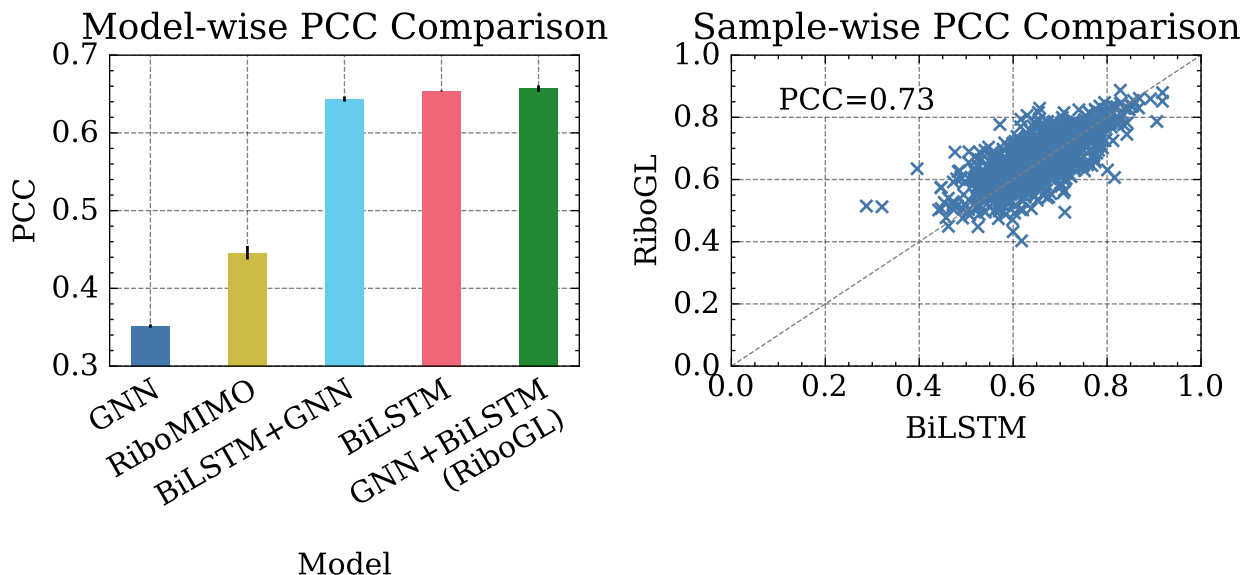 Model-wise PCC Comparison
0.7
0.6
0.5
0.4
0.3
PCC
GNN
RiboMIMO
BiLSTM+GNN
BiLSTM
GNN+BiLSTM
(RiboGL)
Model
Sample-wise PCC Comparison
PCC=0.73
1.0
0.8
0.6
0.4
0.2
0.0
RiboGL
0.0 0.2 0.4 0.6 0.8 1.0
BiLSTM